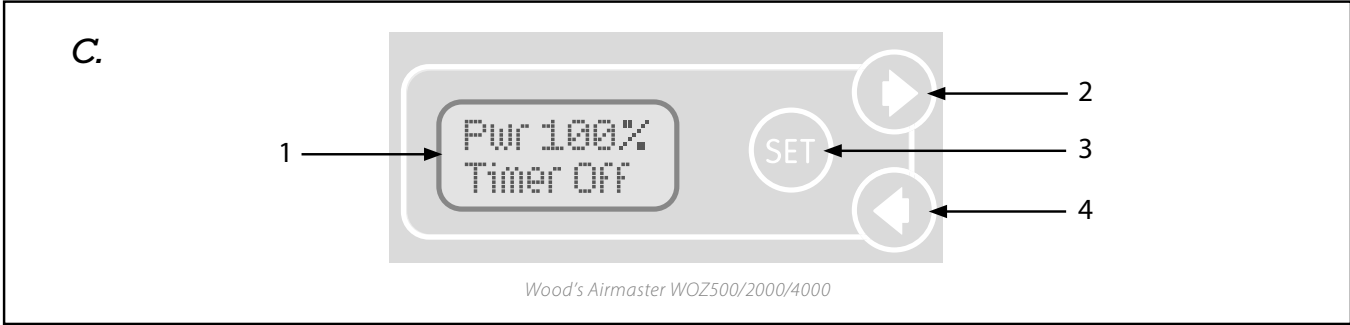 C.
1
Pwr 100%
Timer Off
SET
2
3
4
Wood's Airmaster WOZ500/2000/4000